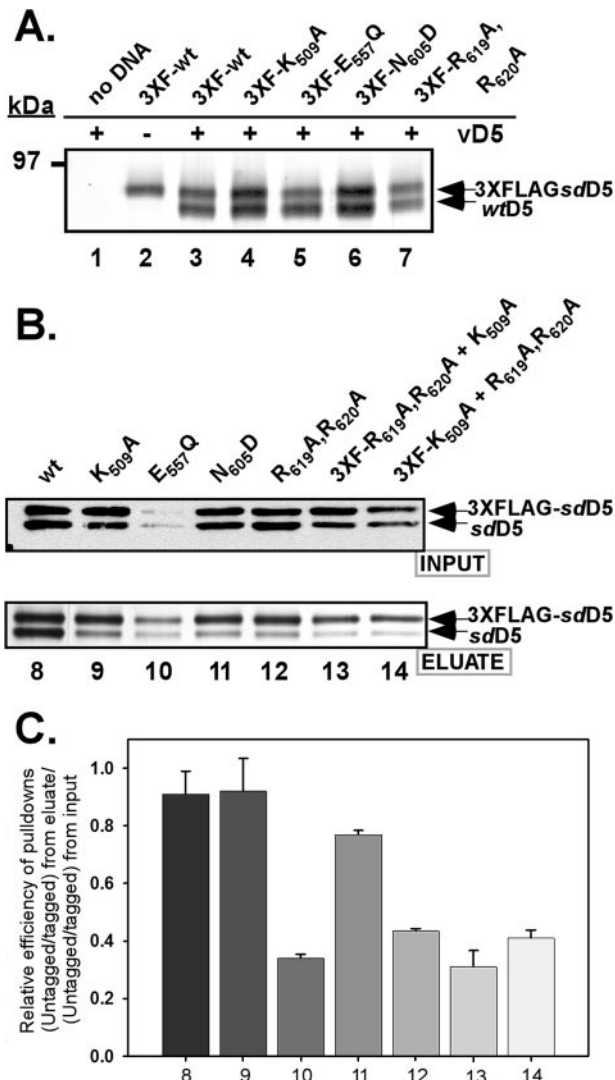 A.
no DNA
3XF-wt
3XF-wt
3XF-K509A
3XF-E557Q
3XF-N605D
3XF-R619A,
R620A
kDa
+ - + + + + + vD5
97
3XFLAGsdD5
wtD5
1 2 3 4 5 6 7
B.
wt
K509A
E557Q
N605D
R619A,R620A
3XF-R619A,R620A + K509A
3XF-K509A + R619A,R620A
3XFLAG-sdD5
sdD5
INPUT
3XFLAG-sdD5
sdD5
ELUATE
8 9 10 11 12 13 14
C.
Relative efficiency of pulldowns
(Untagged/tagged) from eluate/
(Untagged/tagged) from input
1.0
0.8
0.6
0.4
0.2
0.0
8 9 10 11 12 13 14